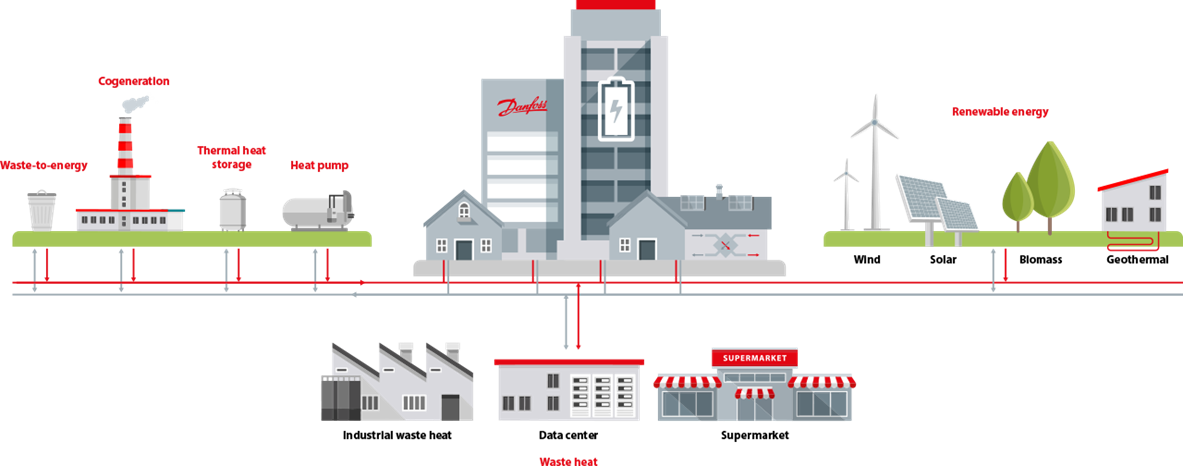 Cogeneration
Waste-to-energy
Thermal heat
storage
Heat pump
Danfoss
Renewable energy
Wind
Solar
Biomass
Geothermal
SUPERMARKET
Industrial waste heat
Data center
Supermarket
Waste heat